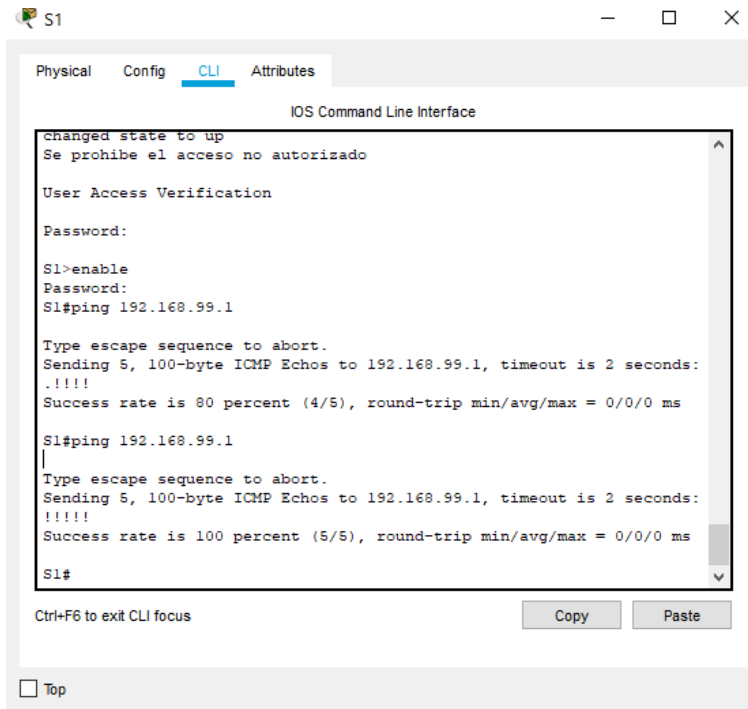 S1
Physical Config CLI Attributes
IOS Command Line Interface
changed state to up
Se prohibe el acceso no autorizado
User Access Verification
Password:
S1>enable
Password:
S1#ping 192.168.99.1
Type escape sequence to abort.
Sending 5, 100-byte ICMP Echos to 192.168.99.1, timeout is 2 seconds:
.!!!!
Success rate is 80 percent (4/5), round-trip min/avg/max = 0/0/0 ms
S1#ping 192.168.99.1
Type escape sequence to abort.
Sending 5, 100-byte ICMP Echos to 192.168.99.1, timeout is 2 seconds:
!!!!!
Success rate is 100 percent (5/5), round-trip min/avg/max = 0/0/0 ms
S1#
Ctrl+F6 to exit CLI focus Copy Paste
Top